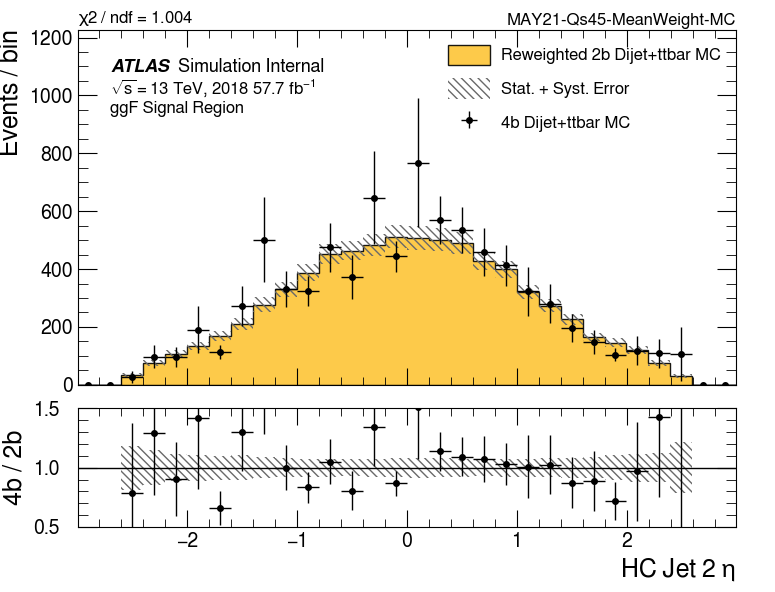 χ2 / ndf = 1.004
MAY21-Qs45-MeanWeight-MC
Events / bin
1200
1000
800
600
400
200
0
ATLAS Simulation Internal
√s = 13 TeV, 2018 57.7 fb⁻¹
ggF Signal Region
Reweighted 2b Dijet+ttbar MC
Stat. + Syst. Error
4b Dijet+ttbar MC
4b / 2b
1.5
1.0
0.5
−2 −1 0 1 2
HC Jet 2 η